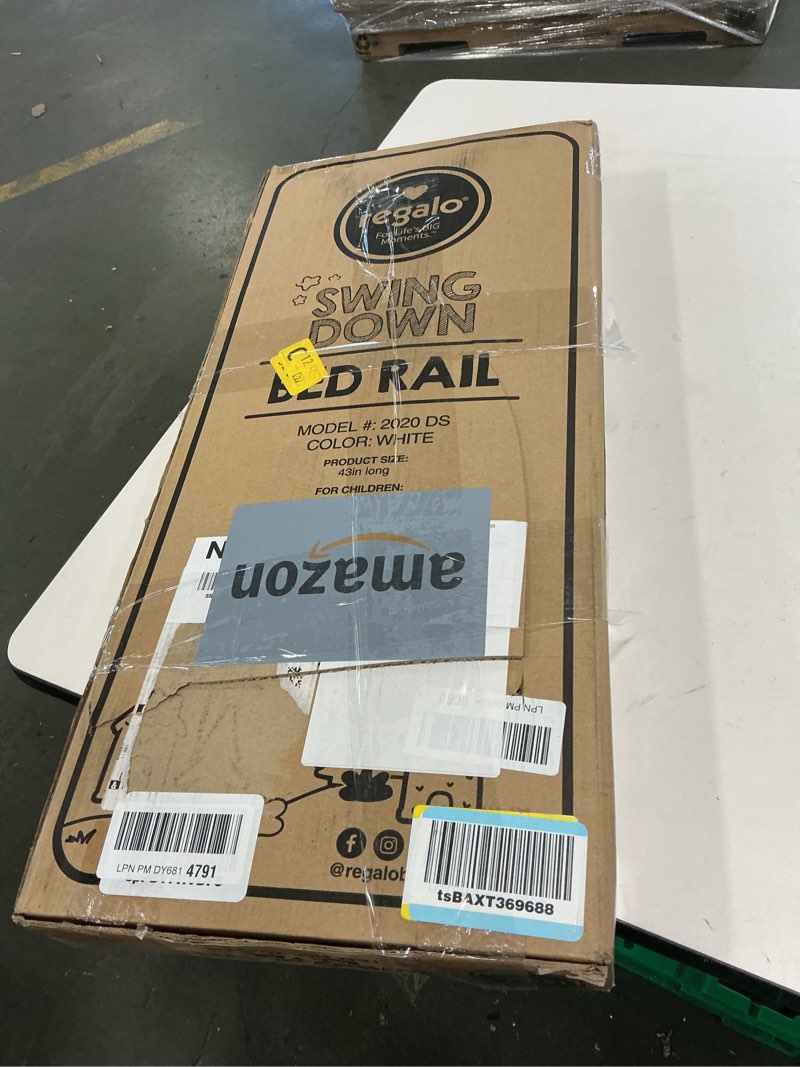 regalo®
For Life's BIG
Moments.™
SWING
DOWN
BED RAIL
MODEL #: 2020 DS
COLOR: WHITE
PRODUCT SIZE:
43in long
FOR CHILDREN:
N
amazon
LPN PM
LPN PM DY681 4791
@regalob
tsBAXT369688